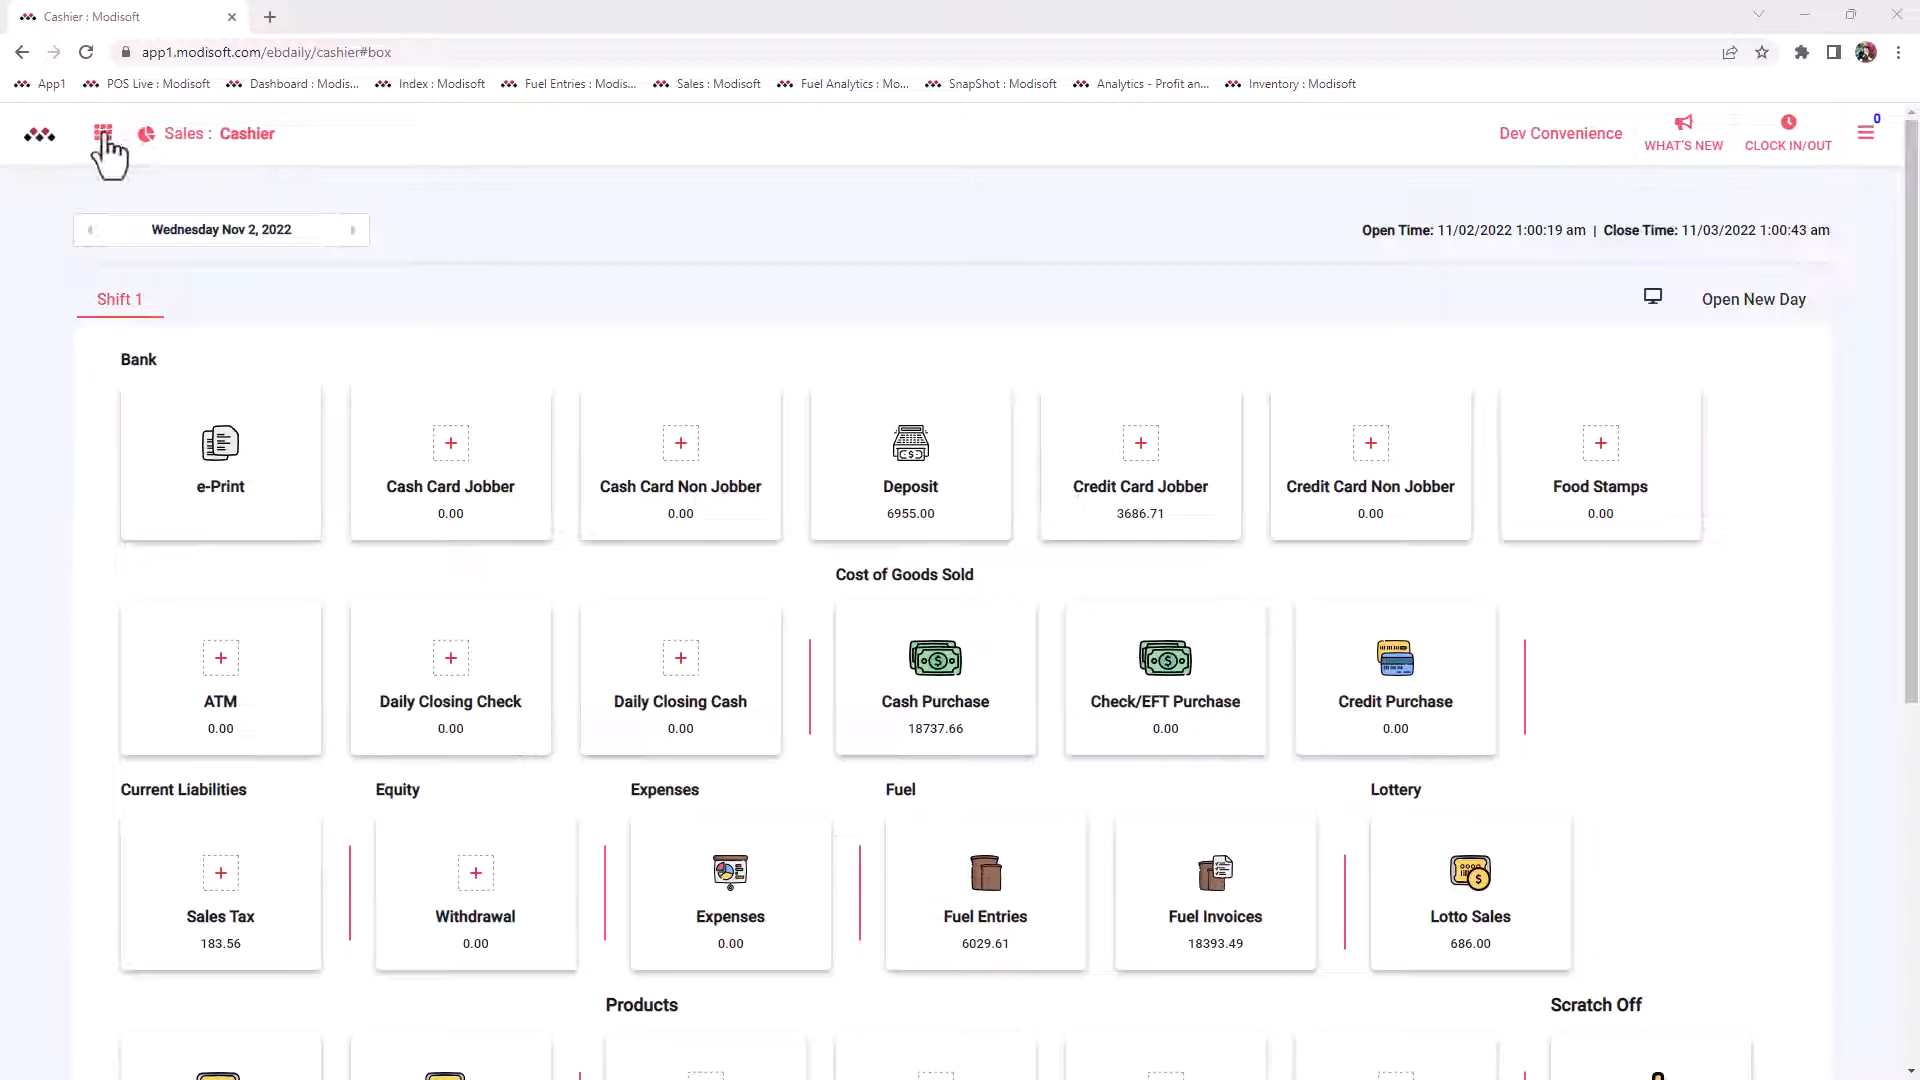 Cashier : Modisoft
app1.modisoft.com/ebdaily/cashier#box
App1
POS Live : Modisoft
Dashboard : Modis...
Index : Modisoft
Fuel Entries : Modis...
Sales : Modisoft
Fuel Analytics : Mo...
SnapShot : Modisoft
Analytics - Profit an...
Inventory : Modisoft
Sales : Cashier
Dev Convenience
WHAT'S NEW
CLOCK IN/OUT
0
Wednesday Nov 2, 2022
Open Time: 11/02/2022 1:00:19 am | Close Time: 11/03/2022 1:00:43 am
Shift 1
Open New Day
Bank
e-Print
Cash Card Jobber
0.00
Cash Card Non Jobber
0.00
Deposit
6955.00
Credit Card Jobber
3686.71
Credit Card Non Jobber
0.00
Food Stamps
0.00
Cost of Goods Sold
ATM
0.00
Daily Closing Check
0.00
Daily Closing Cash
0.00
Cash Purchase
18737.66
Check/EFT Purchase
0.00
Credit Purchase
0.00
Current Liabilities
Equity
Expenses
Fuel
Lottery
Sales Tax
183.56
Withdrawal
0.00
Expenses
0.00
Fuel Entries
6029.61
Fuel Invoices
18393.49
Lotto Sales
686.00
Products
Scratch Off